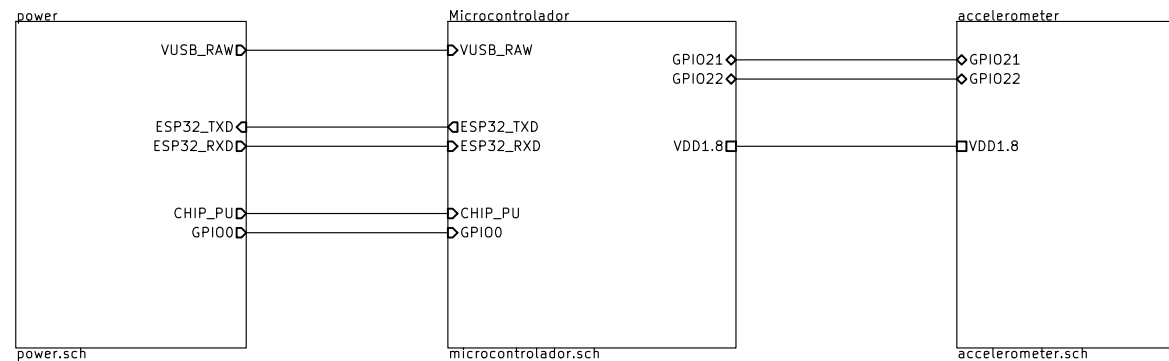 power
VUSB_RAW
ESP32_TXD
ESP32_RXD
CHIP_PU
GPIO0
power.sch
Microcontrolador
VUSB_RAW
ESP32_TXD
ESP32_RXD
CHIP_PU
GPIO0
GPIO21
GPIO22
VDD1.8
microcontrolador.sch
accelerometer
GPIO21
GPIO22
VDD1.8
accelerometer.sch